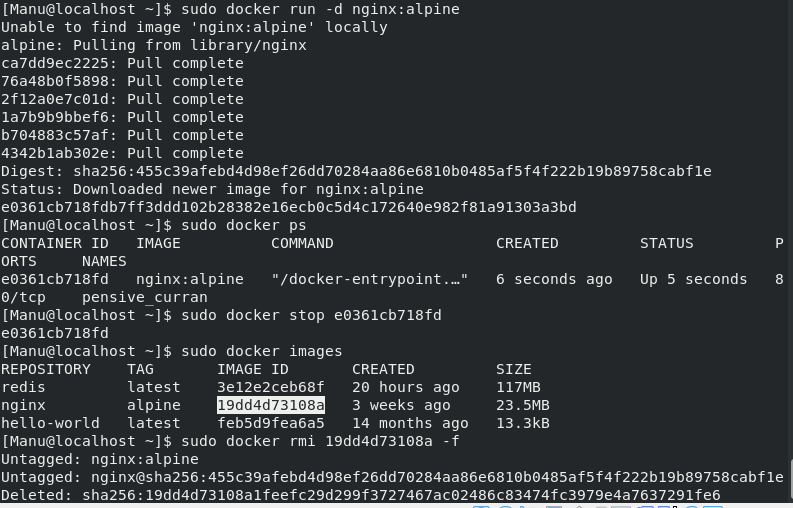 [Manu@localhost ~]$ sudo docker run -d nginx:alpine
Unable to find image 'nginx:alpine' locally
alpine: Pulling from library/nginx
ca7dd9ec2225: Pull complete
76a48b0f5898: Pull complete
2f12a0e7c01d: Pull complete
1a7b9b9bbef6: Pull complete
b704883c57af: Pull complete
4342b1ab302e: Pull complete
Digest: sha256:455c39afebd4d98ef26dd70284aa86e6810b0485af5f4f222b19b89758cabf1e
Status: Downloaded newer image for nginx:alpine
e0361cb718fdb7ff3ddd102b28382e16ecb0c5d4c172640e982f81a91303a3bd
[Manu@localhost ~]$ sudo docker ps
CONTAINER ID   IMAGE          COMMAND                  CREATED         STATUS         P
ORTS     NAMES
e0361cb718fd   nginx:alpine   "/docker-entrypoint.…"   6 seconds ago   Up 5 seconds   8
0/tcp    pensive_curran
[Manu@localhost ~]$ sudo docker stop e0361cb718fd
e0361cb718fd
[Manu@localhost ~]$ sudo docker images
REPOSITORY    TAG       IMAGE ID       CREATED         SIZE
redis         latest    3e12e2ceb68f   20 hours ago    117MB
nginx         alpine    19dd4d73108a   3 weeks ago     23.5MB
hello-world   latest    feb5d9fea6a5   14 months ago   13.3kB
[Manu@localhost ~]$ sudo docker rmi 19dd4d73108a -f
Untagged: nginx:alpine
Untagged: nginx@sha256:455c39afebd4d98ef26dd70284aa86e6810b0485af5f4f222b19b89758cabf1e
Deleted: sha256:19dd4d73108a1feefc29d299f3727467ac02486c83474fc3979e4a7637291fe6